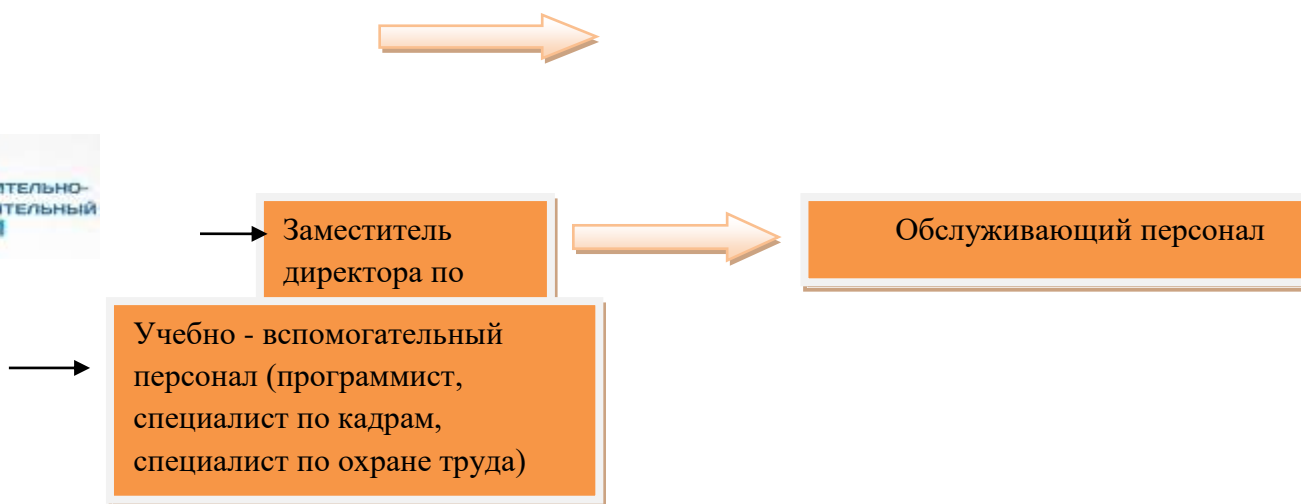 Заместитель
директора по
Обслуживающий персонал
Учебно - вспомогательный
персонал (программист,
специалист по кадрам,
специалист по охране труда)